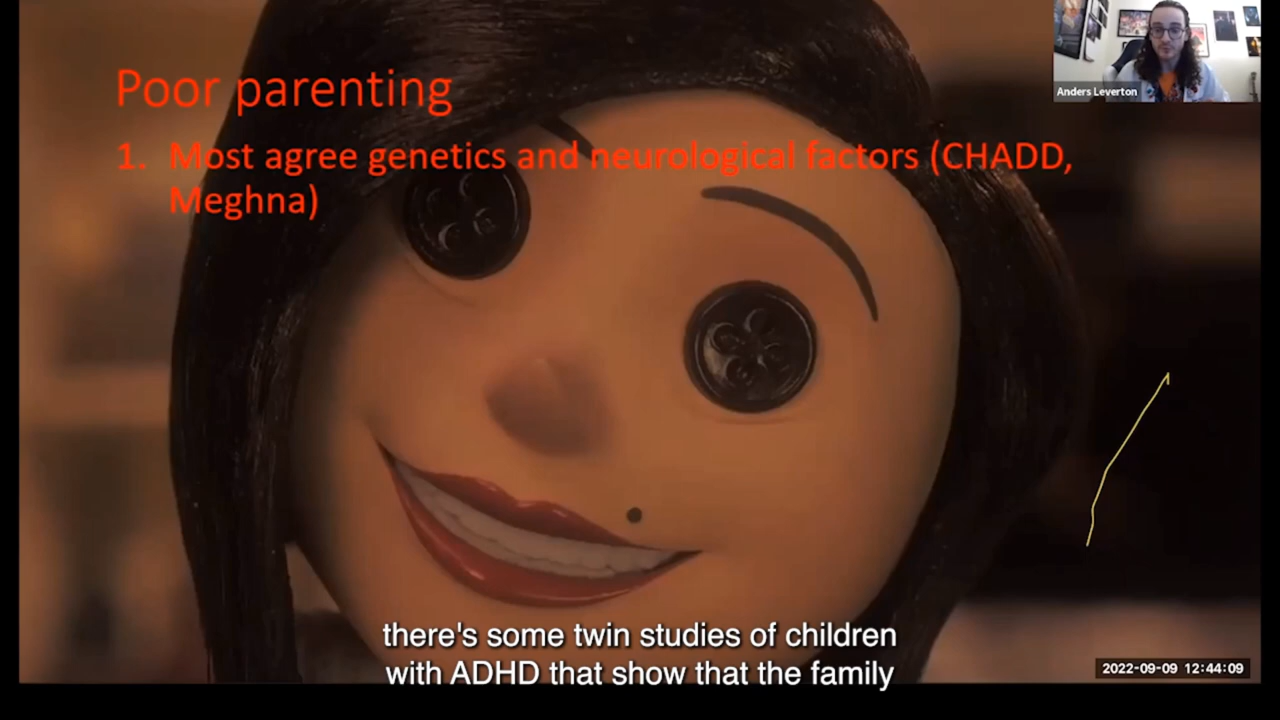 Poor parenting
1. Most agree genetics and neurological factors (CHADD,
Meghna)
Anders Leverton
there's some twin studies of children
with ADHD that show that the family
2022-09-09 12:44:09